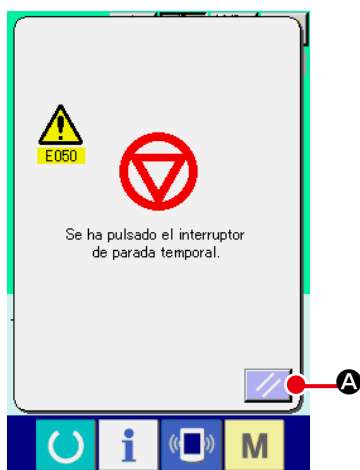 E050
Se ha pulsado el interruptor
de parada temporal.
A
i
M